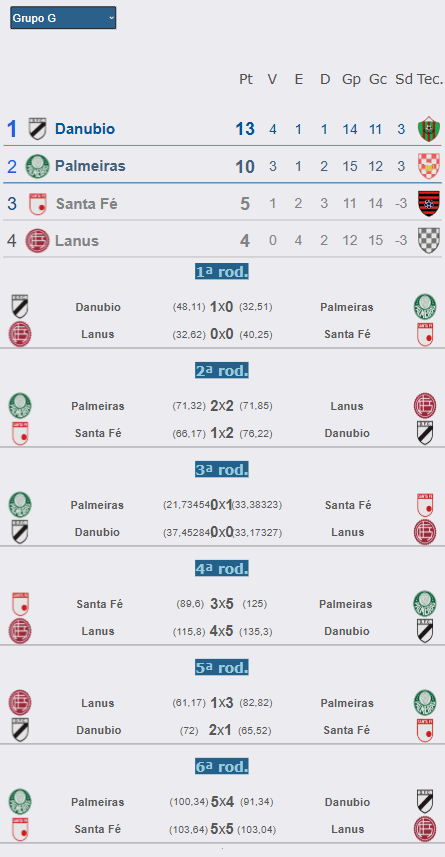 Grupo G
Pt V E D Gp Gc Sd Tec.
1 Danubio 13 4 1 1 14 11 3
2 Palmeiras 10 3 1 2 15 12 3
3 Santa Fé 5 1 2 3 11 14 -3
4 Lanus 4 0 4 2 12 15 -3
1ª rod.
Danubio (48,11) 1X0 (32,51) Palmeiras
Lanus (32,62) 0X0 (40,25) Santa Fé
2ª rod.
Palmeiras (71,32) 2X2 (71,85) Lanus
Santa Fé (66,17) 1X2 (76,22) Danubio
3ª rod.
Palmeiras (21,73454 0X1 (33,38323) Santa Fé
Danubio (37,45284 0X0 (33,17327) Lanus
4ª rod.
Santa Fé (89,6) 3X5 (125) Palmeiras
Lanus (115,8) 4X5 (135,3) Danubio
5ª rod.
Lanus (61,17) 1X3 (82,82) Palmeiras
Danubio (72) 2X1 (65,52) Santa Fé
6ª rod.
Palmeiras (100,34) 5X4 (91,34) Danubio
Santa Fé (103,64) 5X5 (103,04) Lanus